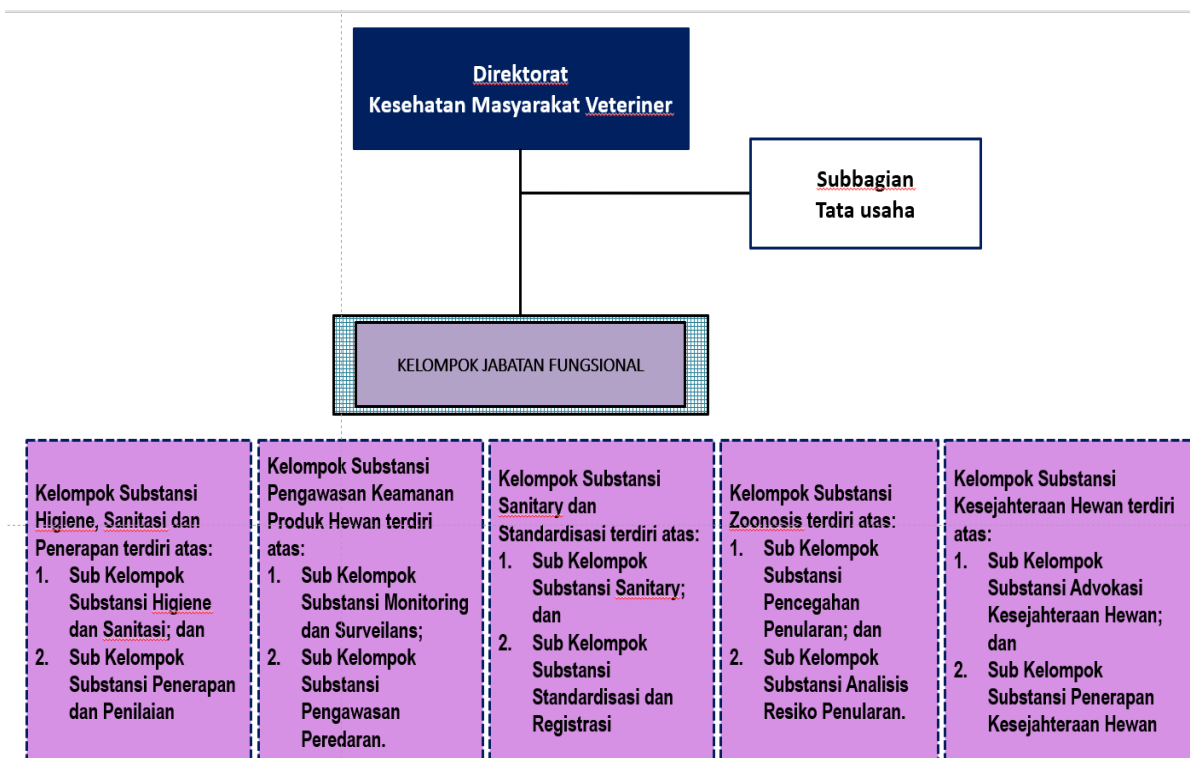 Direktorat
Kesehatan Masyarakat Veteriner
Subbagian
Tata usaha
KELOMPOK JABATAN FUNGSIONAL
Kelompok Substansi
Higiene, Sanitasi dan
Penerapan terdiri atas:
1. Sub Kelompok
Substansi Higiene
dan Sanitasi; dan
2. Sub Kelompok
Substansi Penerapan
dan Penilaian
Kelompok Substansi
Pengawasan Keamanan
Produk Hewan terdiri
atas:
1. Sub Kelompok
Substansi Monitoring
dan Surveilans;
2. Sub Kelompok
Substansi
Pengawasan
Peredaran.
Kelompok Substansi
Sanitary dan
Standardisasi terdiri atas:
1. Sub Kelompok
Substansi Sanitary;
dan
2. Sub Kelompok
Substansi
Standardisasi dan
Registrasi
Kelompok Substansi
Zoonosis terdiri atas:
1. Sub Kelompok
Substansi
Pencegahan
Penularan; dan
2. Sub Kelompok
Substansi Analisis
Resiko Penularan.
Kelompok Substansi
Kesejahteraan Hewan terdiri
atas:
1. Sub Kelompok
Substansi Advokasi
Kesejahteraan Hewan;
dan
2. Sub Kelompok
Substansi Penerapan
Kesejahteraan Hewan